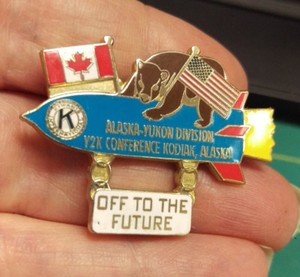 K
ALASKA-YUKON DIVISION
Y2K CONFERENCE KODIAK, ALASKA
OFF TO THE
FUTURE